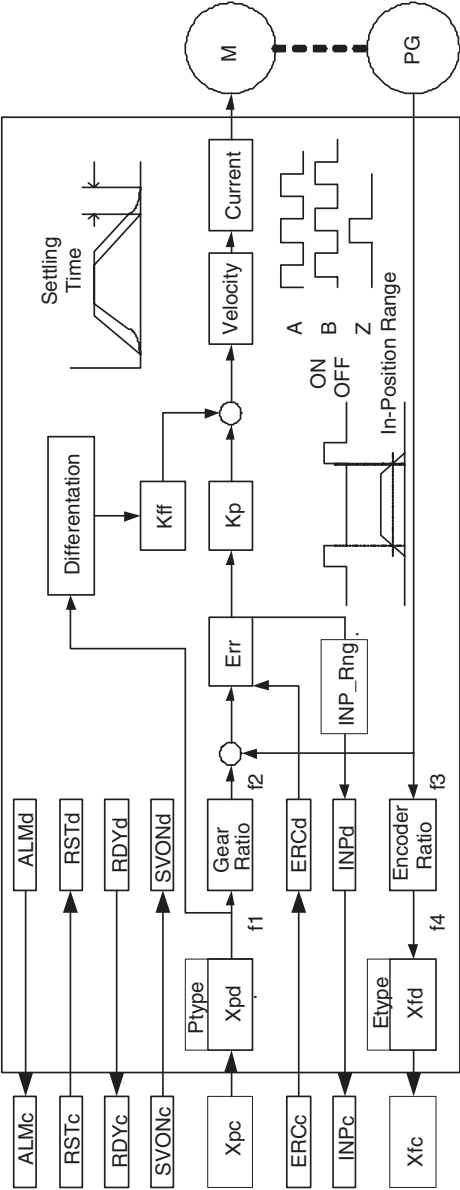 ALMc
ALMd
RSTc
RSTd
RDYc
RDYd
SVONc
SVONd
Differentation
Settling
Time
Kff
Xpc
Ptype
Xpd
f1
Gear
Ratio
f2
Err
Kp
Velocity
Current
M
ERCc
ERCd
INPc
INPd
INP_Rng.
ON
OFF
In-Position Range
A
B
Z
Xfc
Etype
Xfd
f4
Encoder
Ratio
f3
PG